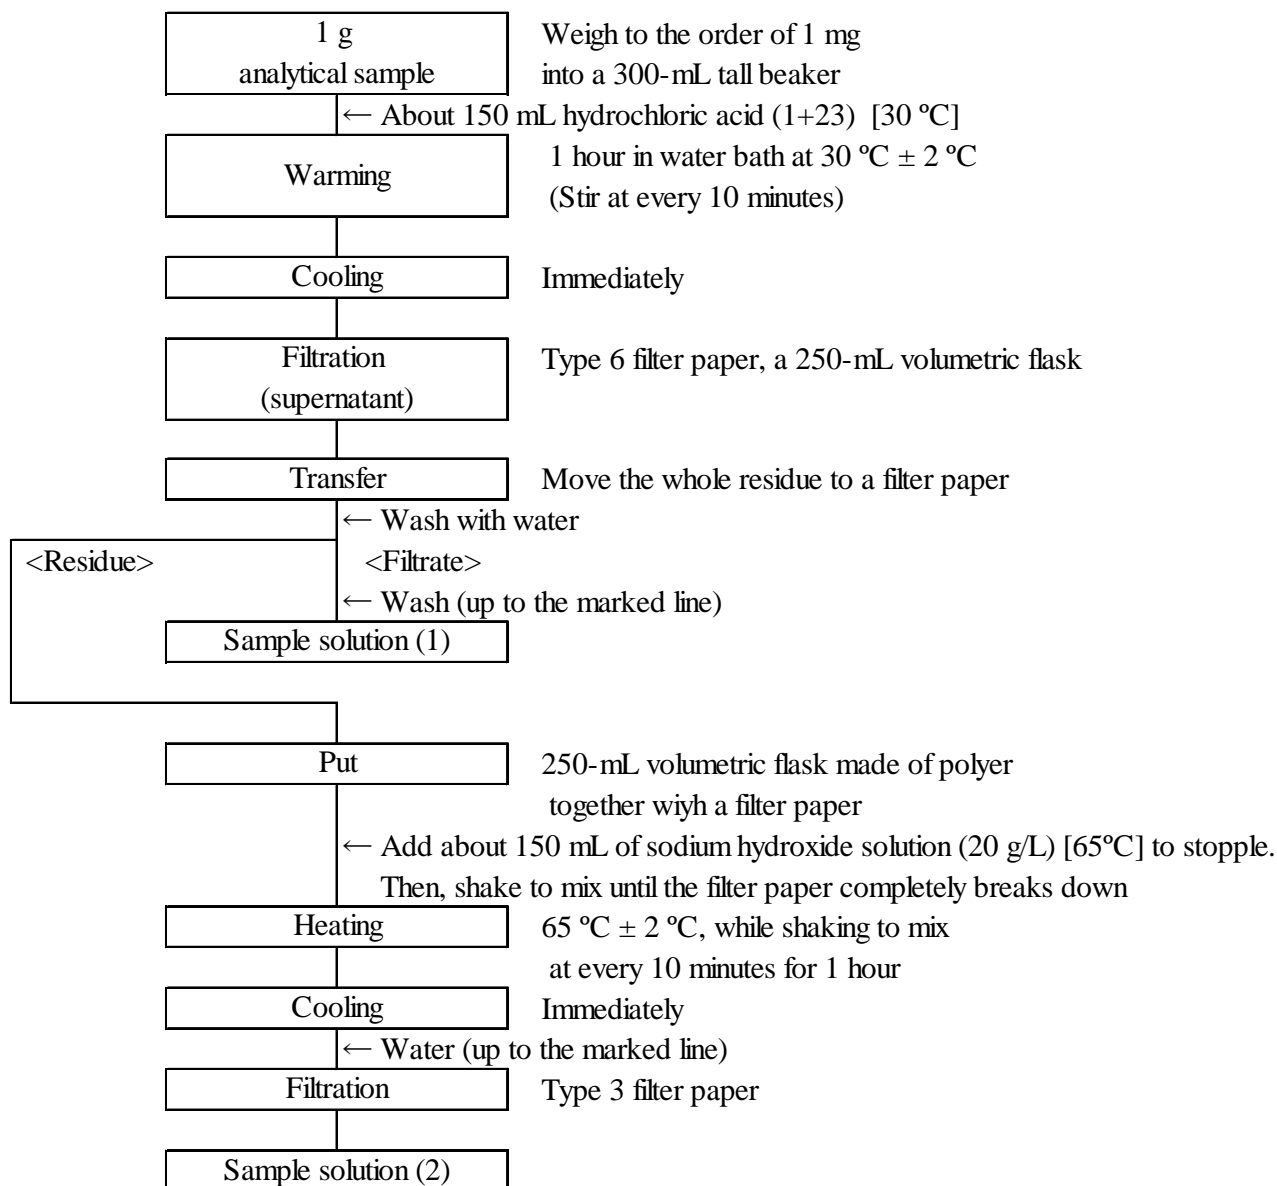 1 g
analytical sample
Weigh to the order of 1 mg
into a 300-mL tall beaker
← About 150 mL hydrochloric acid (1+23) [30 ºC]
Warming
1 hour in water bath at 30 ºC ± 2 ºC
(Stir at every 10 minutes)
Cooling
Immediately
Filtration
(supernatant)
Type 6 filter paper, a 250-mL volumetric flask
Transfer
Move the whole residue to a filter paper
← Wash with water
<Residue>
<Filtrate>
← Wash (up to the marked line)
Sample solution (1)
Put
250-mL volumetric flask made of polyer
together wiyh a filter paper
← Add about 150 mL of sodium hydroxide solution (20 g/L) [65ºC] to stopple.
Then, shake to mix until the filter paper completely breaks down
Heating
65 ºC ± 2 ºC, while shaking to mix
at every 10 minutes for 1 hour
Cooling
Immediately
← Water (up to the marked line)
Filtration
Type 3 filter paper
Sample solution (2)